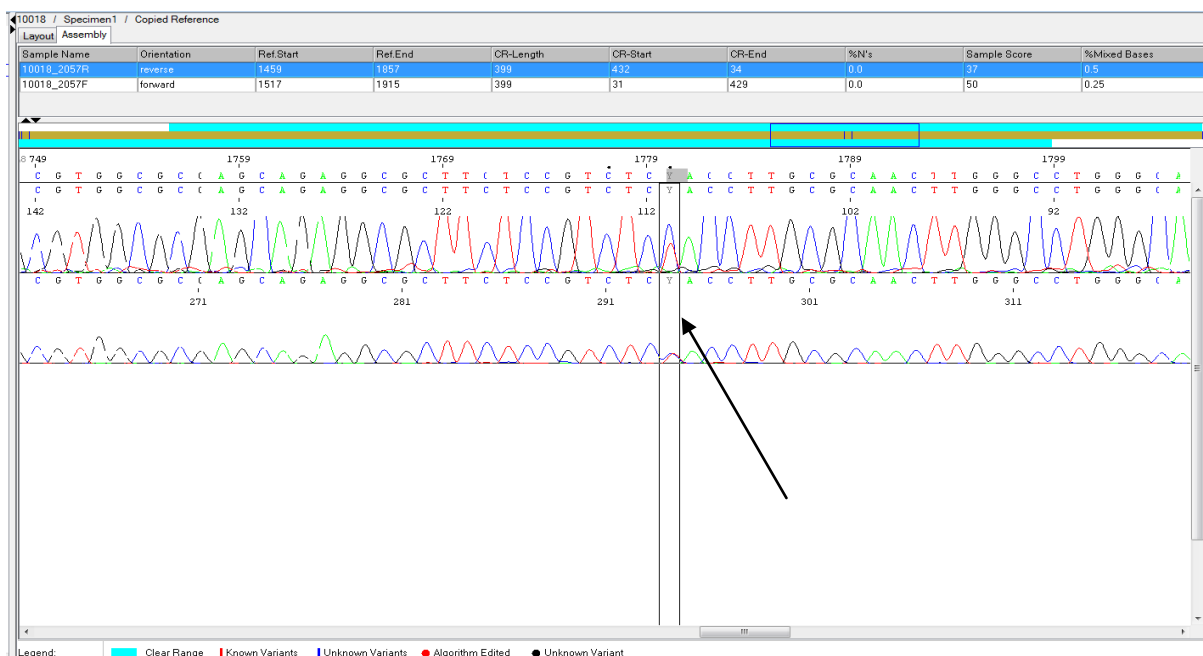 10018 / Specimen1 / Copied Reference
Layout Assembly
Sample Name Orientation Ref.Start Ref.End CR-Length CR-Start CR-End %N's Sample Score %Mixed Bases
10018_2057R reverse 1459 1857 399 432 34 0.0 37 0.5
10018_2057F forward 1517 1915 399 31 429 0.0 50 0.25
749 1759 1769 1779 1789 1799
C G T G G C G C C A G C A G A G G C G C T T C T C C G T C T C Y A C C T T G C G C A A C T T G G G C C T G G G C A
C G T G G C G C C A G C A G A G G C G C T T C T C C G T C T C Y A C C T T G C G C A A C T T G G G C C T G G G C A
142 132 122 112 102 92
C G T G G C G C C A G C A G A G G C G C T T C T C C G T C T C Y A C C T T G C G C A A C T T G G G C C T G G G C A
271 281 291 301 311
Legend: Clear Range Known Variants Unknown Variants Algorithm Edited Unknown Variant